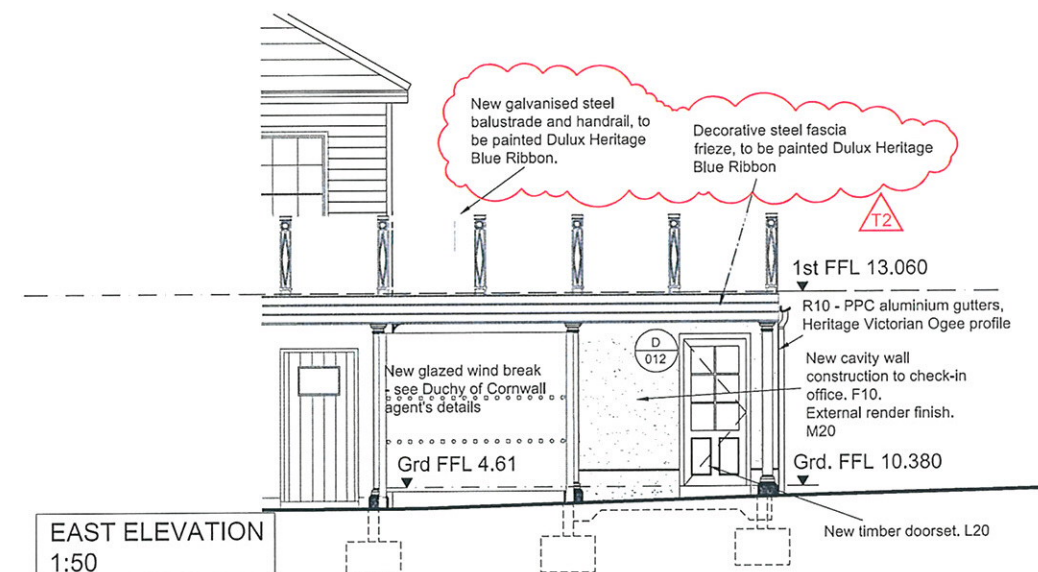 New galvanised steel
balustrade and handrail, to
be painted Dulux Heritage
Blue Ribbon.
Decorative steel fascia
frieze, to be painted Dulux Heritage
Blue Ribbon
T2
1st FFL 13.060
R10 - PPC aluminium gutters,
Heritage Victorian Ogee profile
D
012
New glazed wind break
- see Duchy of Cornwall
agent's details
New cavity wall
construction to check-in
office. F10.
External render finish.
M20
Grd FFL 4.61
Grd. FFL 10.380
New timber doorset. L20
EAST ELEVATION
1:50